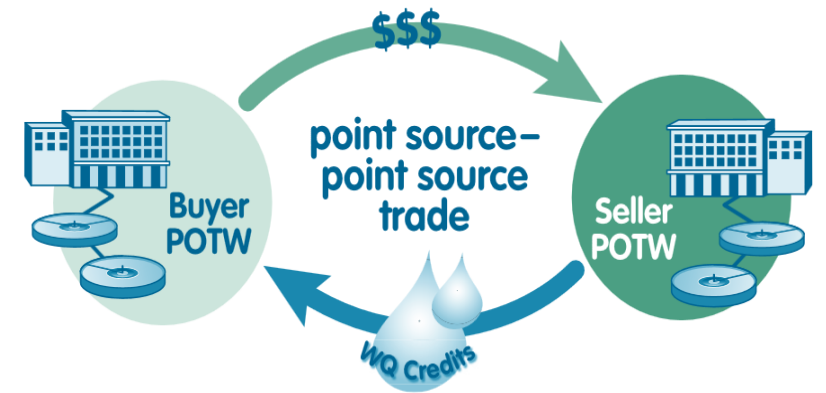 $$$
point source–
point source
trade
Buyer
POTW
Seller
POTW
WQ Credits